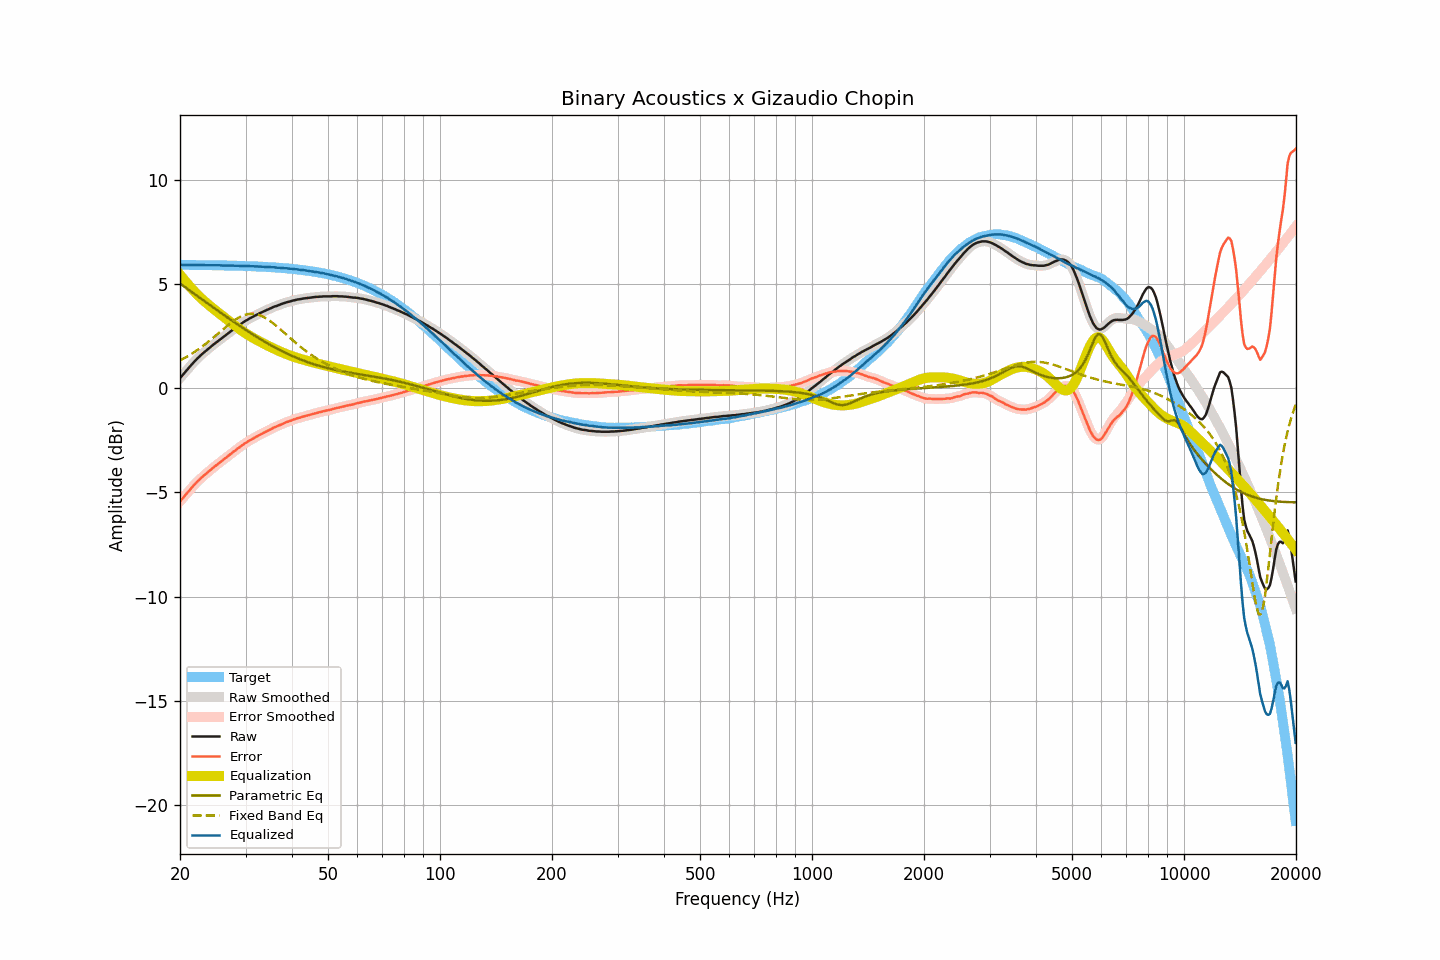 Binary Acoustics x Gizaudio Chopin
10
5
0
−5
−10
−15
−20
Amplitude (dBr)
Target
Raw Smoothed
Error Smoothed
Raw
Error
Equalization
Parametric Eq
Fixed Band Eq
Equalized
20 50 100 200 500 1000 2000 5000 10000 20000
Frequency (Hz)